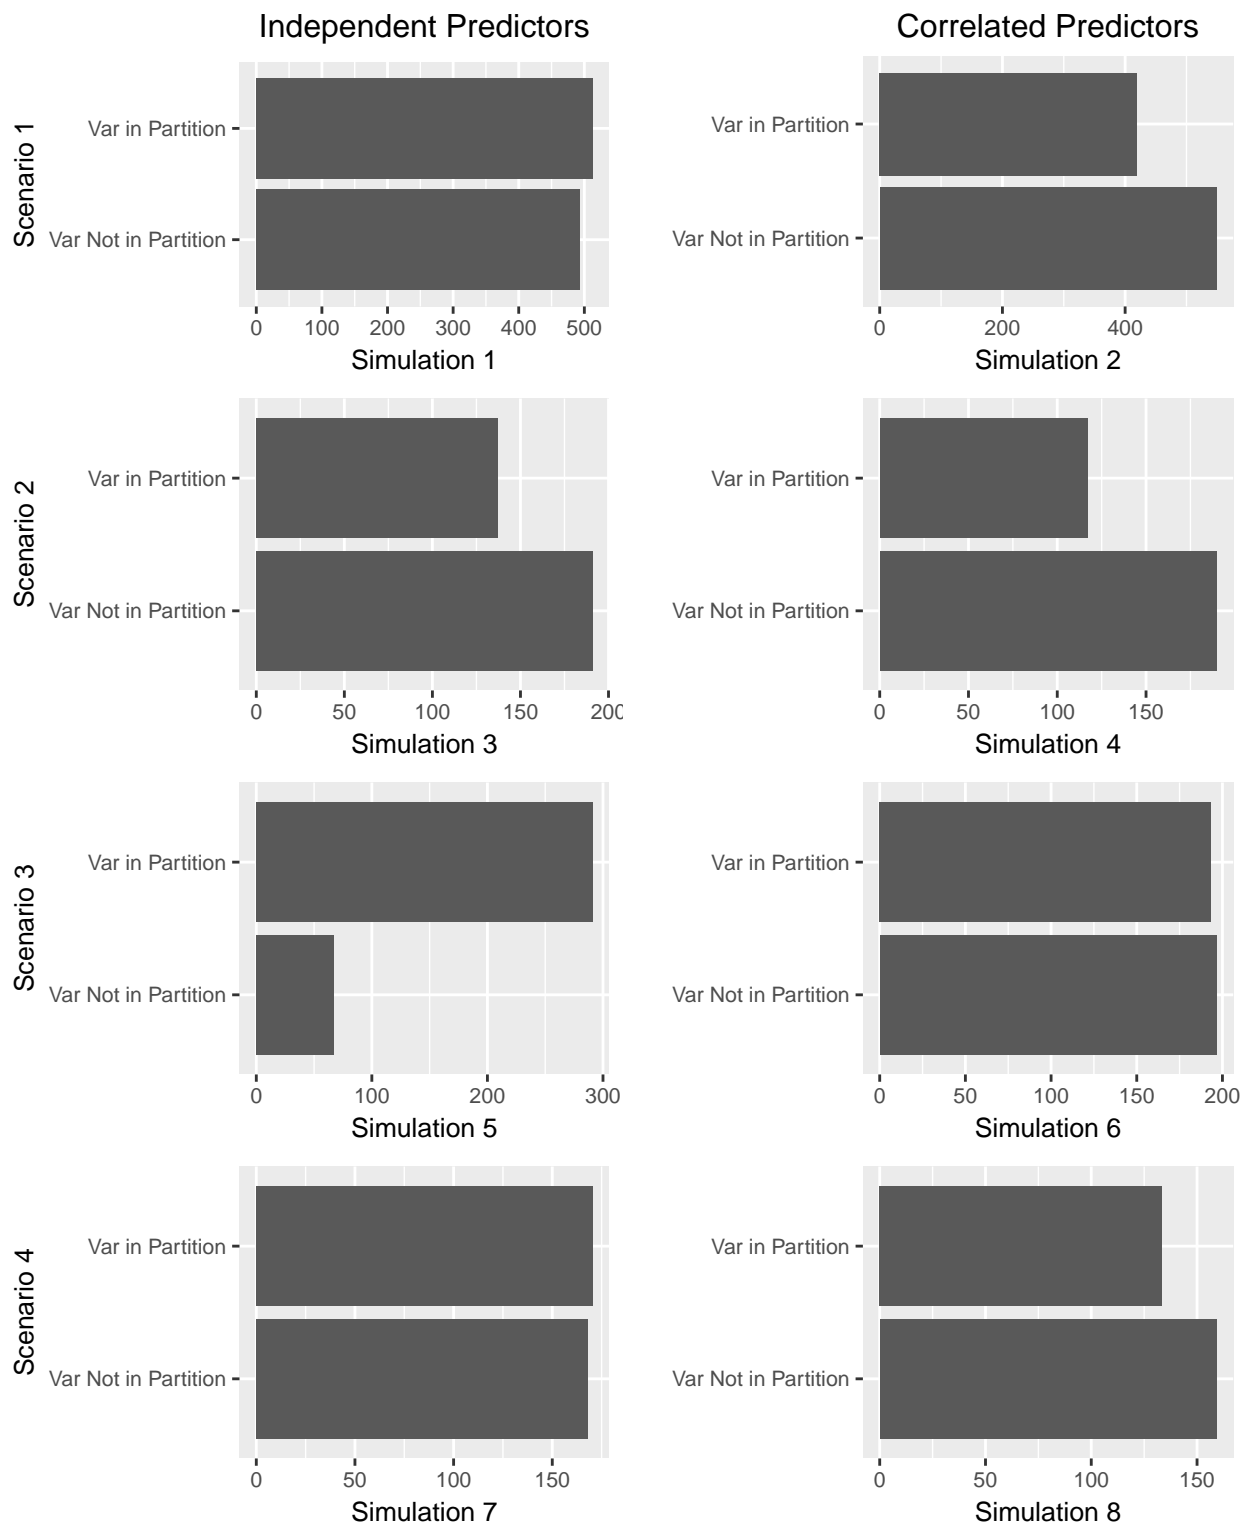 Independent Predictors
Correlated Predictors
Scenario 1
Var in Partition
Var Not in Partition
0 100 200 300 400 500
Simulation 1
Var in Partition
Var Not in Partition
0 200 400
Simulation 2
Scenario 2
Var in Partition
Var Not in Partition
0 50 100 150 200
Simulation 3
Var in Partition
Var Not in Partition
0 50 100 150
Simulation 4
Scenario 3
Var in Partition
Var Not in Partition
0 100 200 300
Simulation 5
Var in Partition
Var Not in Partition
0 50 100 150 200
Simulation 6
Scenario 4
Var in Partition
Var Not in Partition
0 50 100 150
Simulation 7
Var in Partition
Var Not in Partition
0 50 100 150
Simulation 8